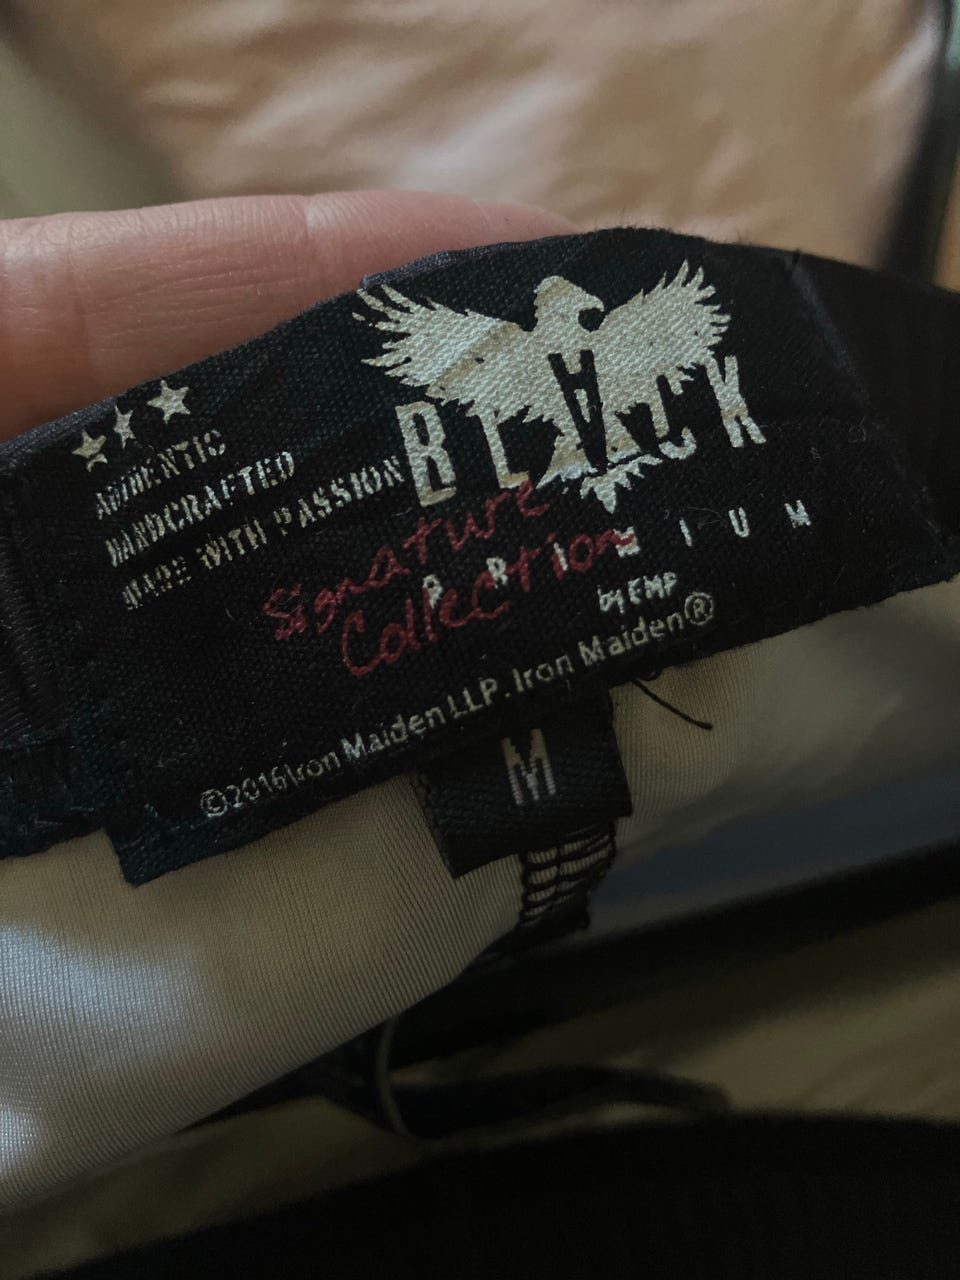 AUTHENTIC
HANDCRAFTED
MADE WITH PASSION
BLACK
PREMIUM
Signature
Collection
by EMP
©2016 Iron Maiden LLP. Iron Maiden®
M